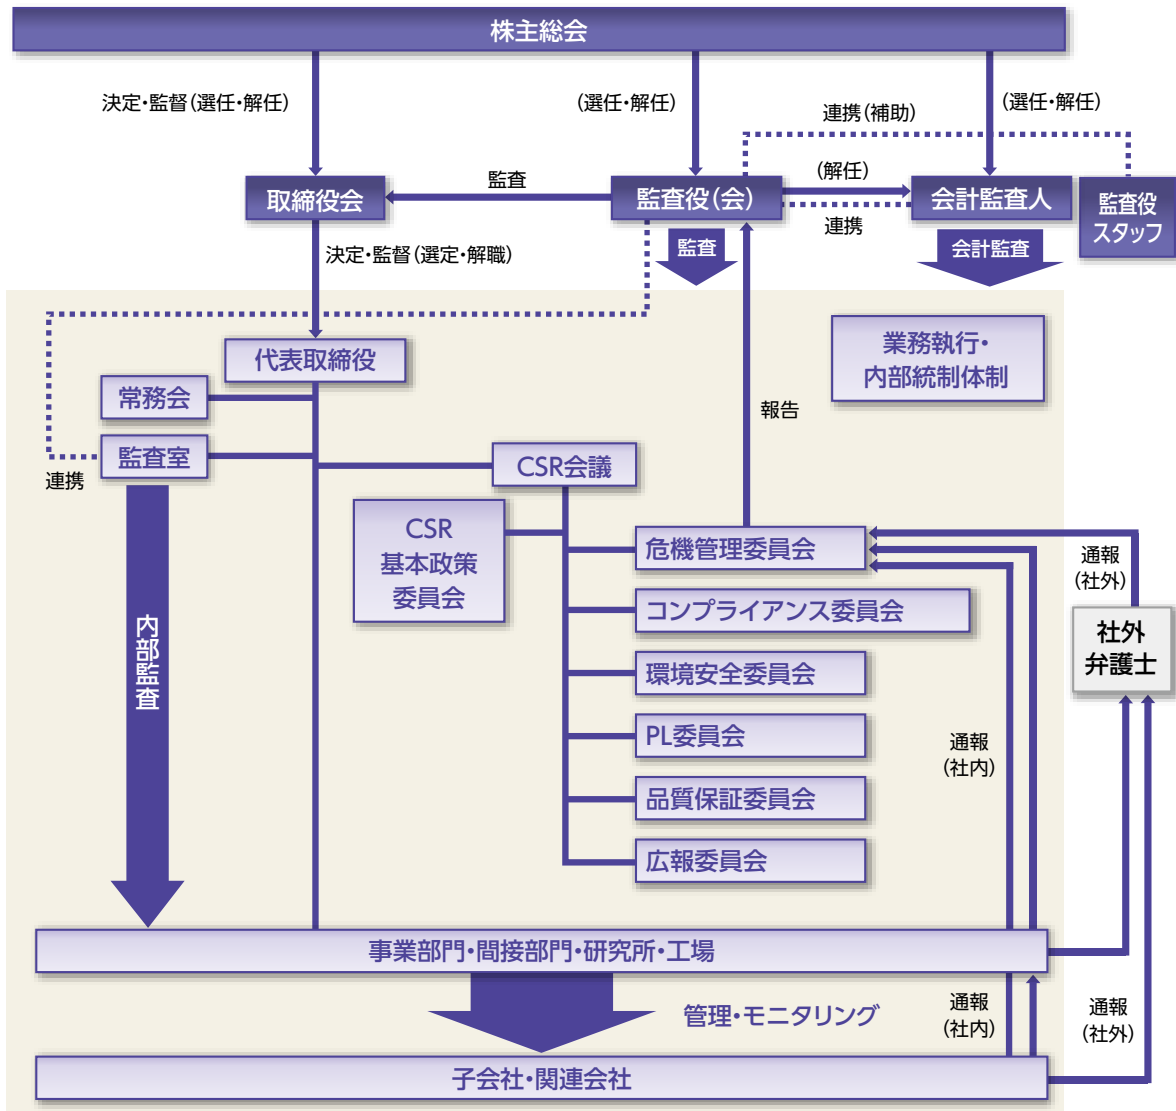 株主総会
決定・監督(選任・解任)
(選任・解任)
(選任・解任)
連携(補助)
取締役会
監査
監査役(会)
(解任)
連携
会計監査人
監査役
スタッフ
決定・監督(選定・解職)
監査
会計監査
代表取締役
業務執行・
内部統制体制
常務会
報告
監査室
連携
CSR会議
CSR
基本政策
委員会
危機管理委員会
通報
(社外)
コンプライアンス委員会
社外
弁護士
内部監査
環境安全委員会
PL委員会
通報
(社内)
品質保証委員会
広報委員会
事業部門・間接部門・研究所・工場
管理・モニタリング
通報
(社内)
通報
(社外)
子会社・関連会社